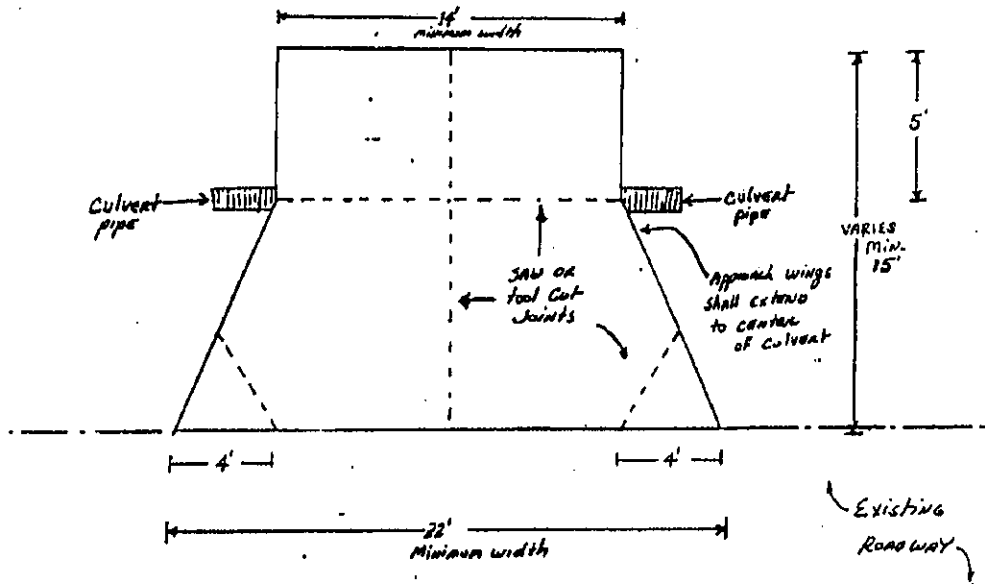 14'
minimum width
5'
Culvert
pipe
Culvert
pipe
VARIES
MIN.
15'
SAW OR
tool Cut
Joints
Approach wings
shall extend
to center
of culvert
4'
4'
22'
Minimum width
Existing
ROADWAY